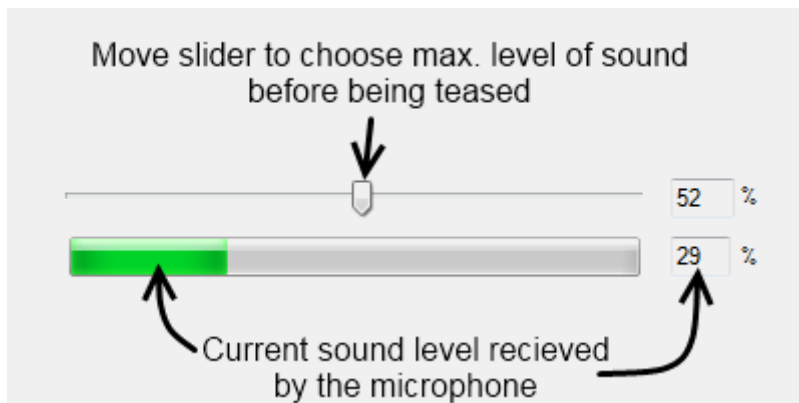 Move slider to choose max. level of sound
before being teased
52 %
29 %
Current sound level recieved
by the microphone